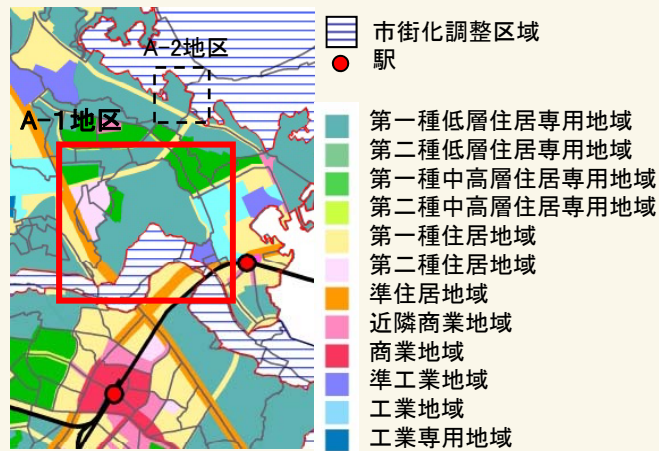 A-2地区
A-1地区
市街化調整区域
駅
第一種低層住居専用地域
第二種低層住居専用地域
第一種中高層住居専用地域
第二種中高層住居専用地域
第一種住居地域
第二種住居地域
準住居地域
近隣商業地域
商業地域
準工業地域
工業地域
工業専用地域